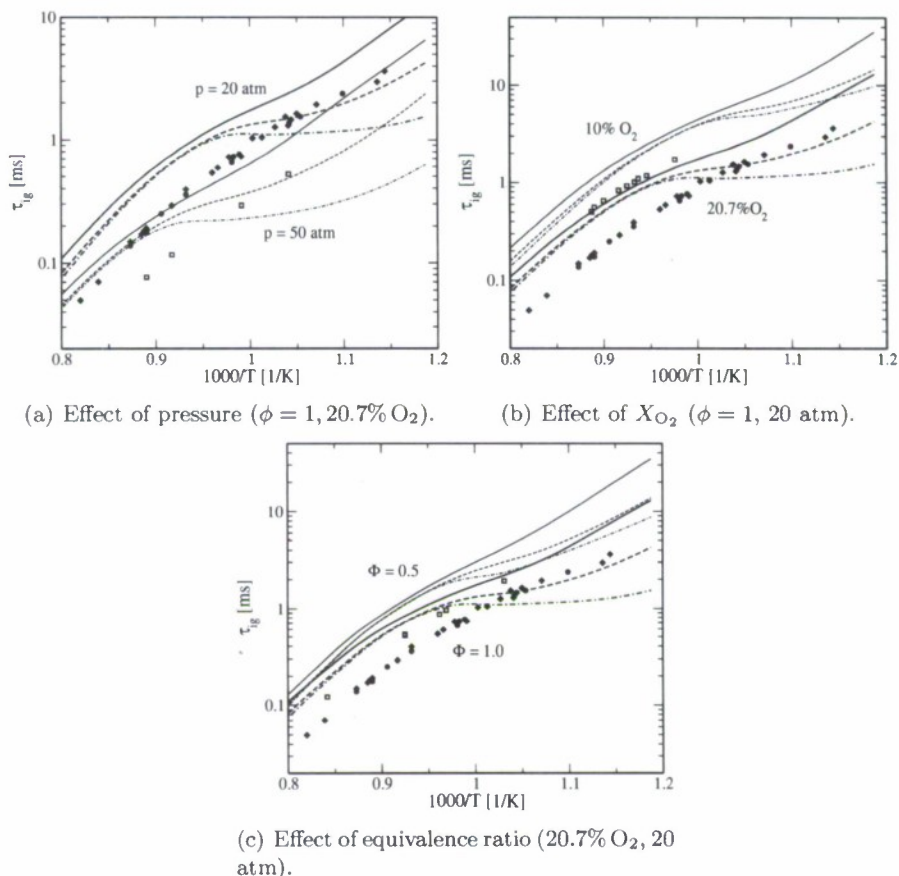 10
1
0.1
τig [ms]
p = 20 atm
p = 50 atm
0.8 0.9 1 1.1 1.2
1000/T [1/K]
(a) Effect of pressure (ϕ = 1, 20.7% O2).
10
1
0.1
τig [ms]
10% O2
20.7%O2
0.8 0.9 1 1.1 1.2
1000/T [1/K]
(b) Effect of XO2 (ϕ = 1, 20 atm).
10
1
0.1
τig [ms]
Φ = 0.5
Φ = 1.0
0.8 0.9 1 1.1 1.2
1000/T [1/K]
(c) Effect of equivalence ratio (20.7% O2, 20
atm).